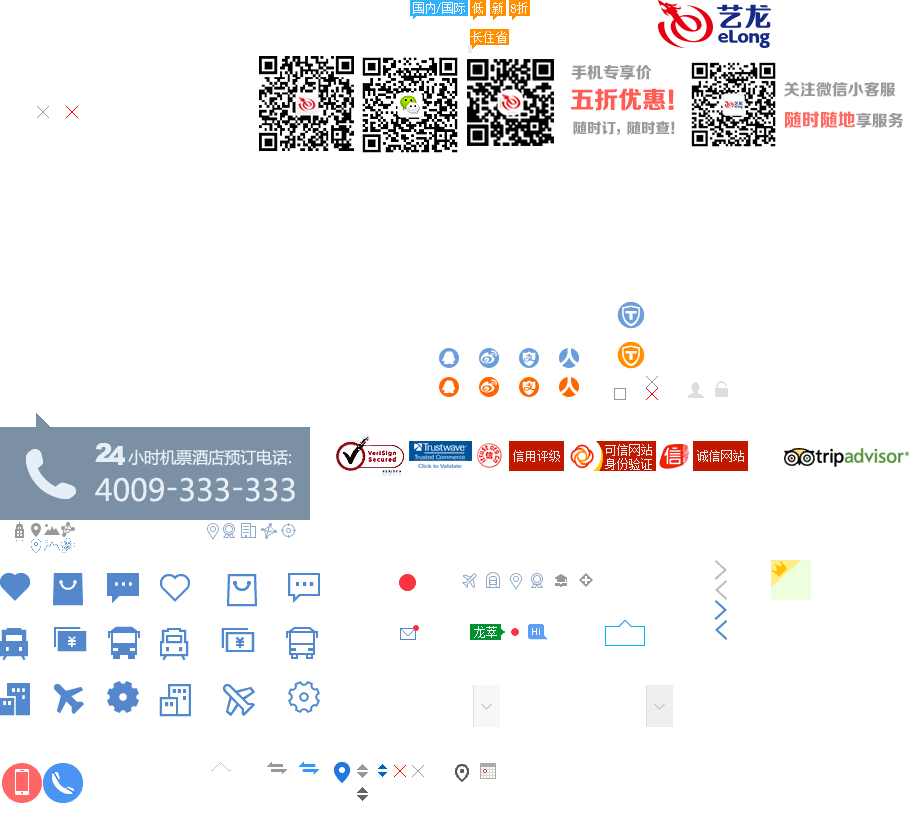 国内/国际 低 新 8折
长住省
艺龙
eLong
手机专享价
五折优惠!
随时订,随时查!
关注微信小客服
随时随地享服务
24小时机票酒店预订电话:
4009-333-333
VeriSign
Secured
Trustwave
Trusted Commerce
Click to Validate
信用评级
可信网站
身份验证
信
诚信网站
tripadvisor
龙萃
Hi